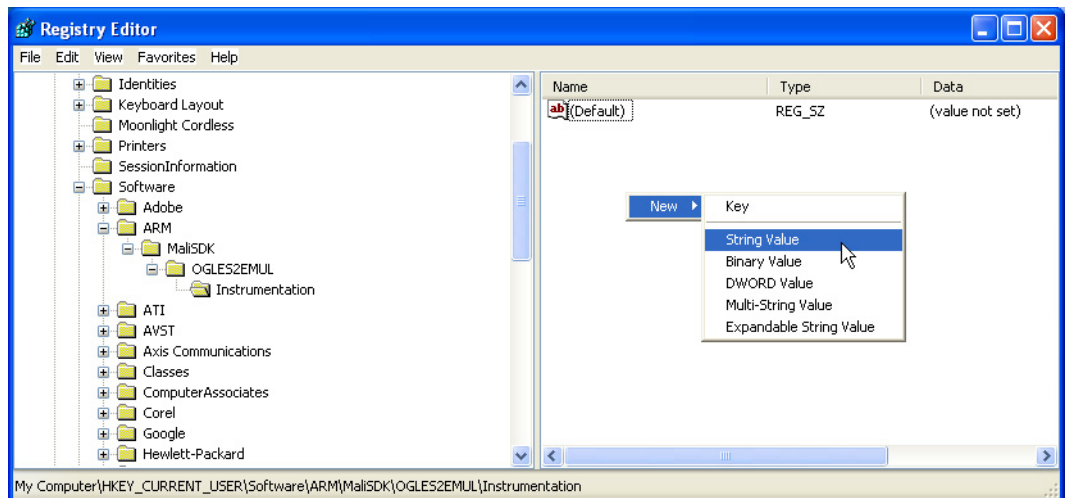 Registry Editor
File Edit View Favorites Help
Identities
Keyboard Layout
Moonlight Cordless
Printers
SessionInformation
Software
Adobe
ARM
MaliSDK
OGLES2EMUL
Instrumentation
ATI
AVST
Axis Communications
Classes
ComputerAssociates
Corel
Google
Hewlett-Packard
Name Type Data
ab (Default) REG_SZ (value not set)
New
Key
String Value
Binary Value
DWORD Value
Multi-String Value
Expandable String Value
My Computer\HKEY_CURRENT_USER\Software\ARM\MaliSDK\OGLES2EMUL\Instrumentation